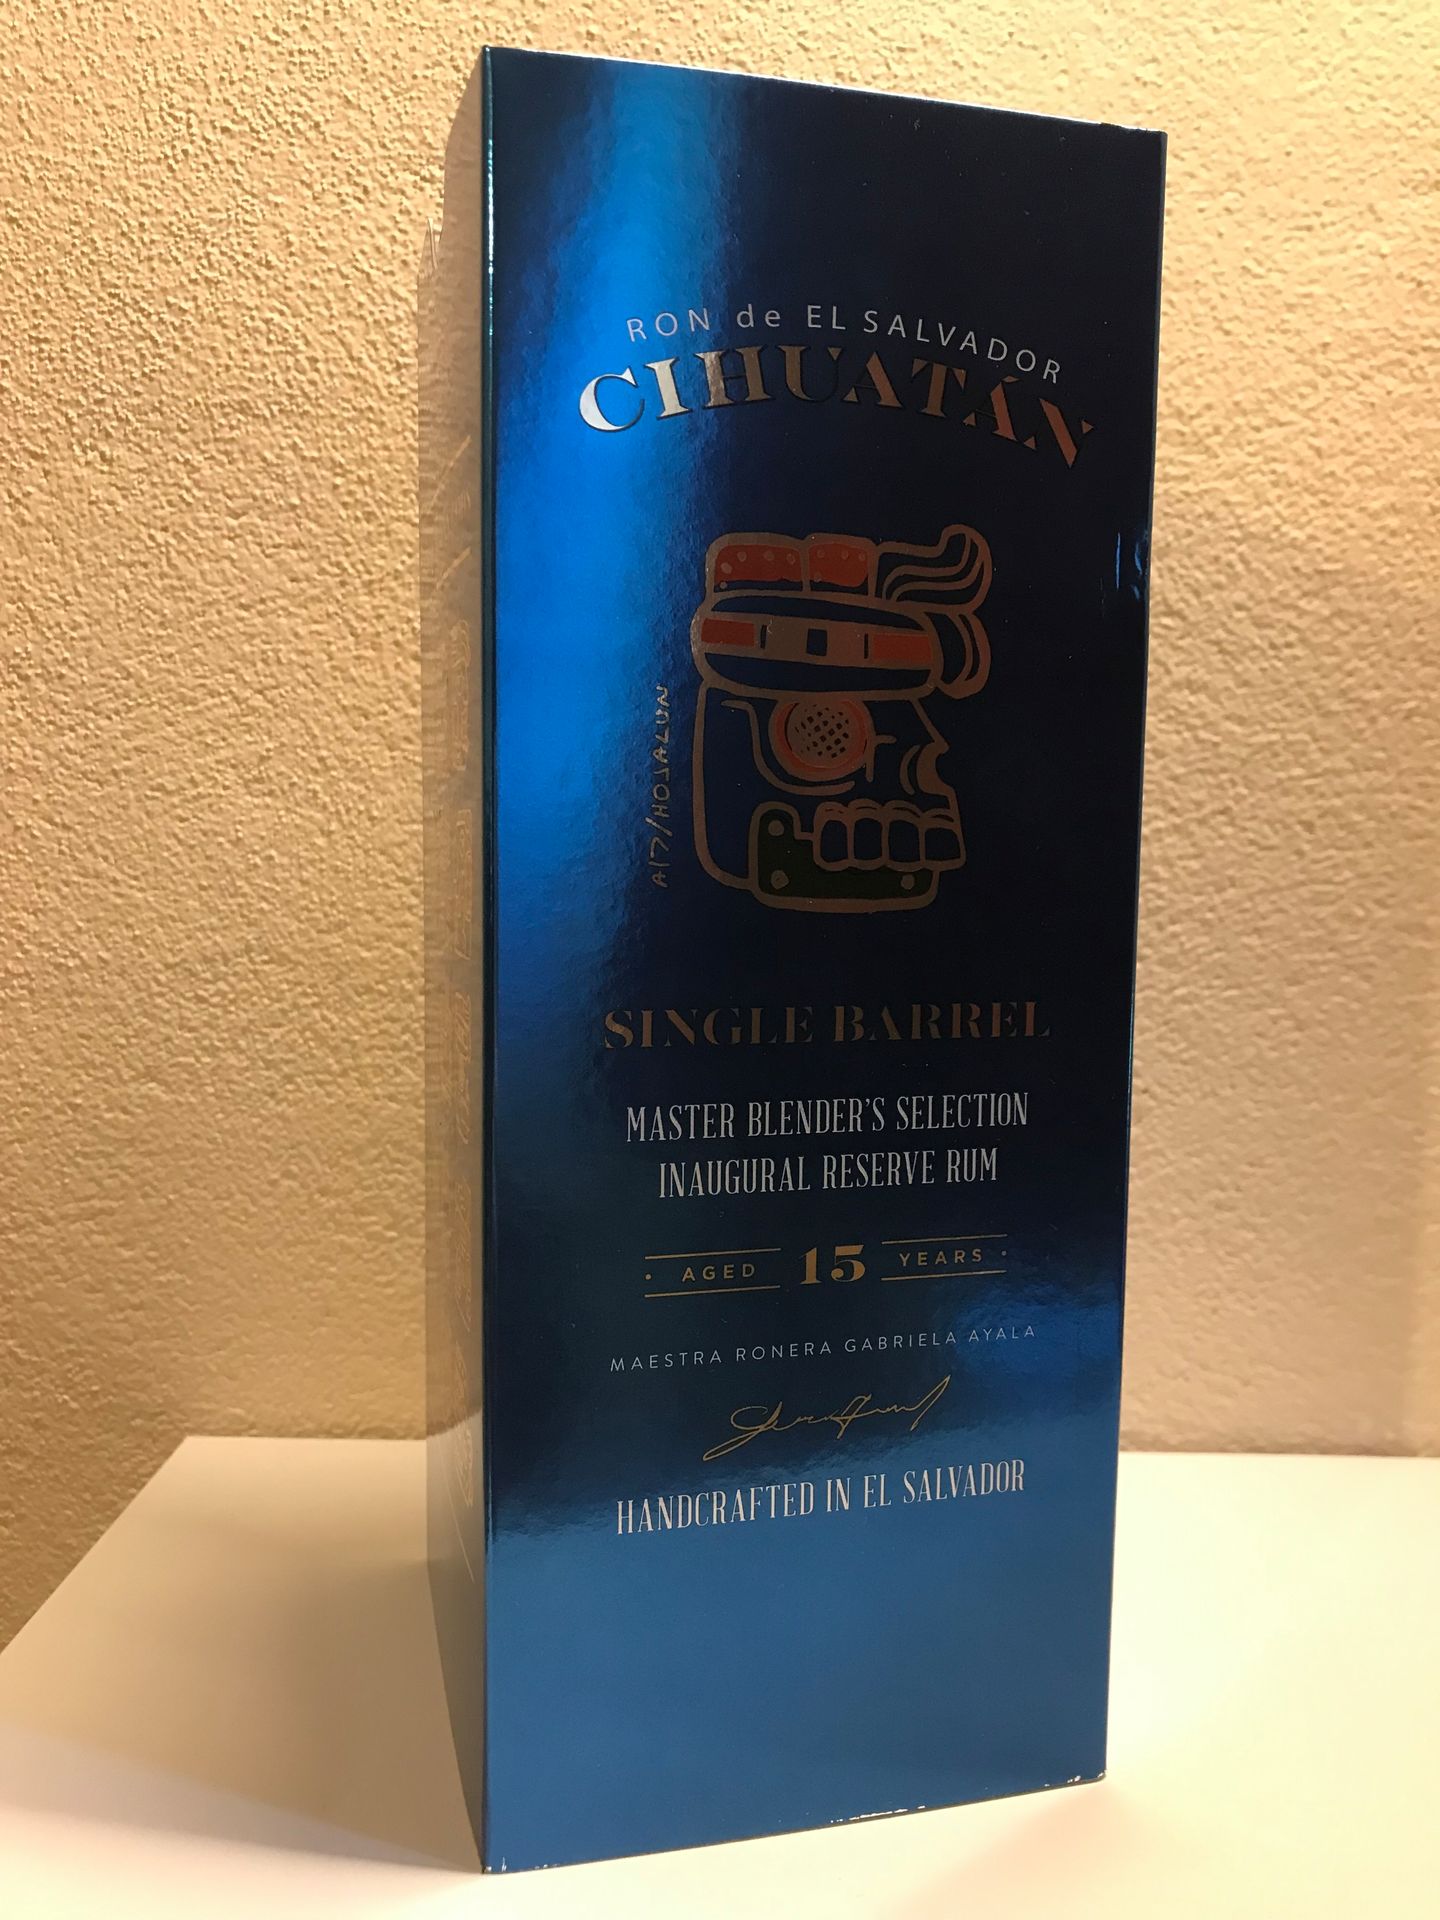 RON de EL SALVADOR
CIHUATÁN
SINGLE BARREL
MASTER BLENDER'S SELECTION
INAUGURAL RESERVE RUM
· AGED 15 YEARS ·
MAESTRA RONERA GABRIELA AYALA
HANDCRAFTED IN EL SALVADOR